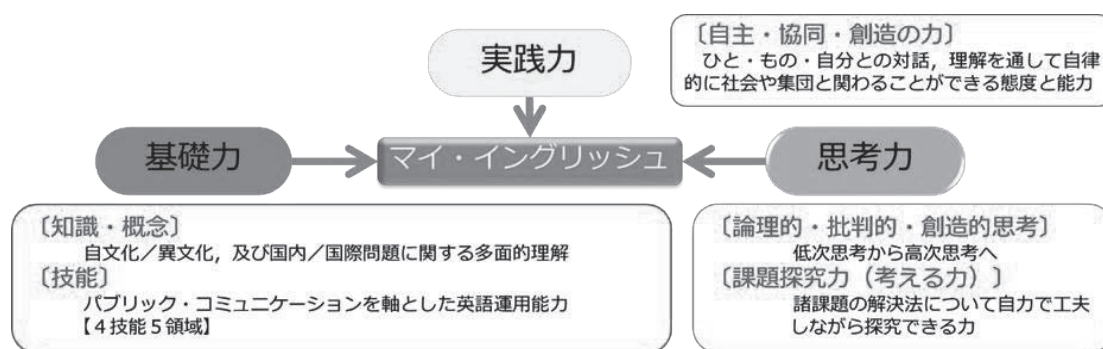 実践力
〔自主・協同・創造の力〕
ひと・もの・自分との対話，理解を通して自律
的に社会や集団と関わることができる態度と能力
基礎力
マイ・イングリッシュ
思考力
〔知識・概念〕
自文化／異文化，及び国内／国際問題に関する多面的理解
〔技能〕
パブリック・コミュニケーションを軸とした英語運用能力
【４技能５領域】
〔論理的・批判的・創造的思考〕
低次思考から高次思考へ
〔課題探究力（考える力）〕
諸課題の解決法について自力で工夫
しながら探究できる力